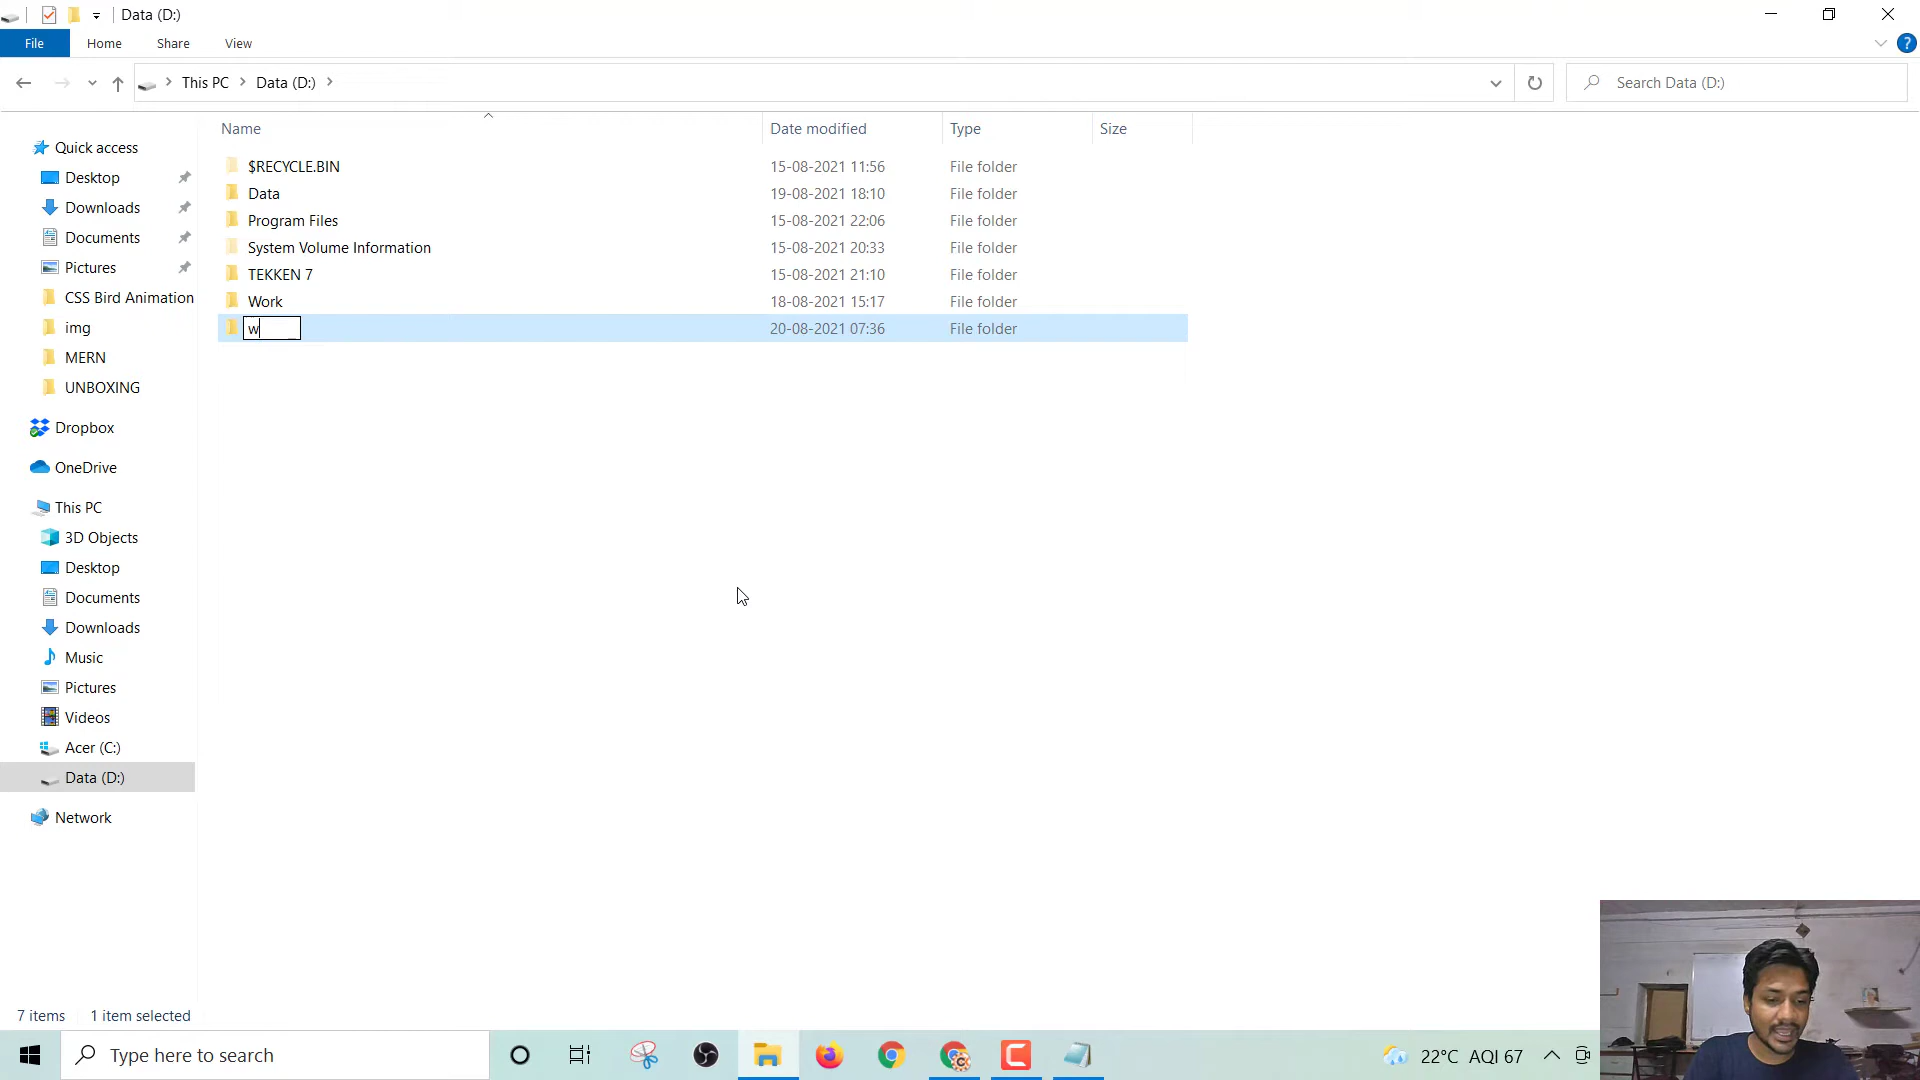 Data (D:)
File Home Share View
This PC Data (D:)
Search Data (D:)
Name Date modified Type Size
$RECYCLE.BIN 15-08-2021 11:56 File folder
Data 19-08-2021 18:10 File folder
Program Files 15-08-2021 22:06 File folder
System Volume Information 15-08-2021 20:33 File folder
TEKKEN 7 15-08-2021 21:10 File folder
Work 18-08-2021 15:17 File folder
w 20-08-2021 07:36 File folder
Quick access
Desktop
Downloads
Documents
Pictures
CSS Bird Animation
img
MERN
UNBOXING
Dropbox
OneDrive
This PC
3D Objects
Desktop
Documents
Downloads
Music
Pictures
Videos
Acer (C:)
Data (D:)
Network
7 items 1 item selected
Type here to search
22°C AQI 67